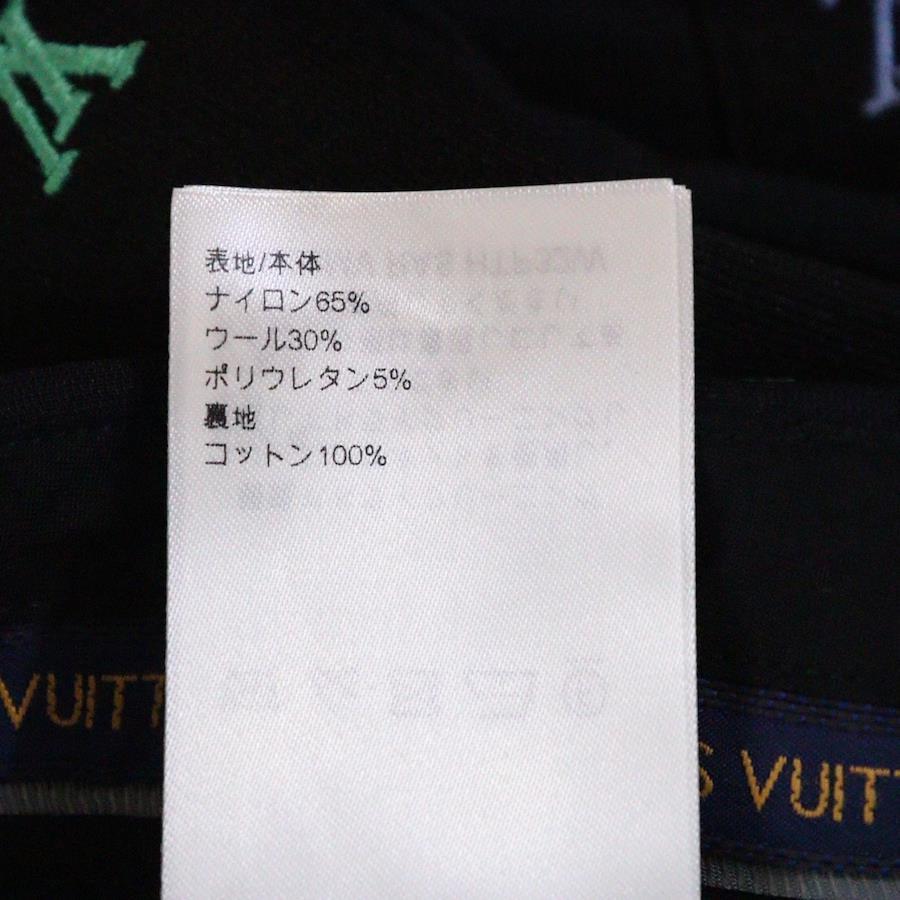 表地/本体
ナイロン65%
ウール30%
ポリウレタン5%
裏地
コットン100%
VUITT
S VUITT